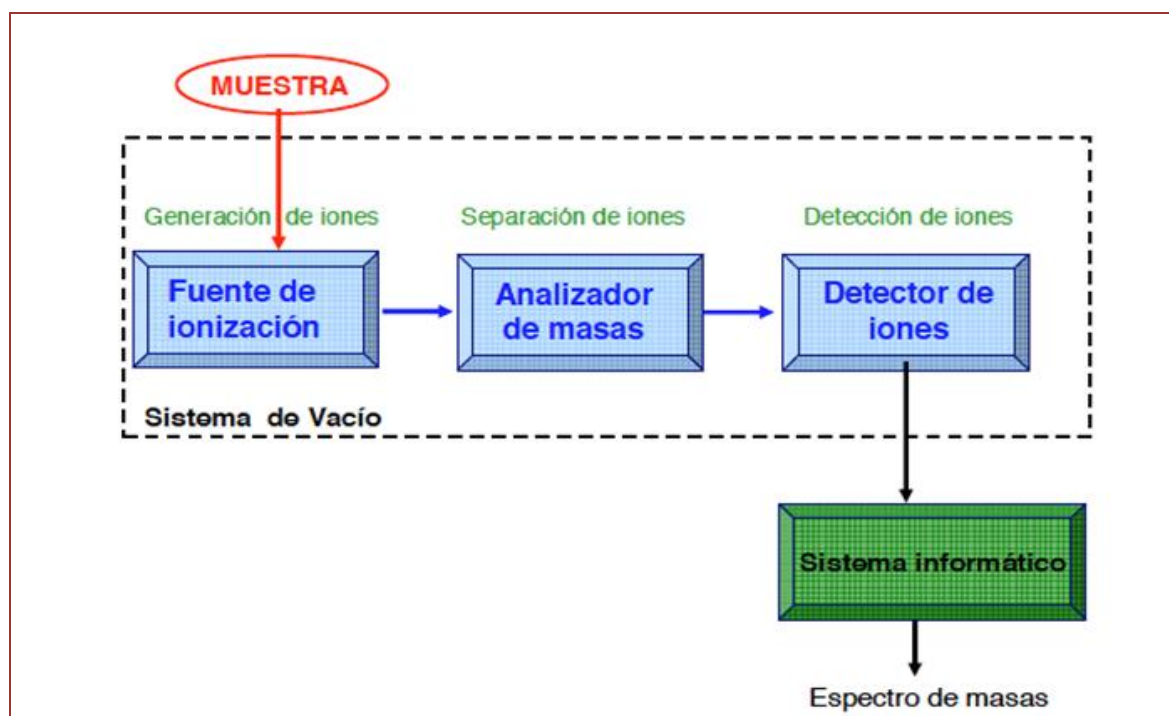 MUESTRA
Generación de iones
Separación de iones
Detección de iones
Fuente de
ionización
Analizador
de masas
Detector de
iones
Sistema de Vacío
Sistema informático
Espectro de masas